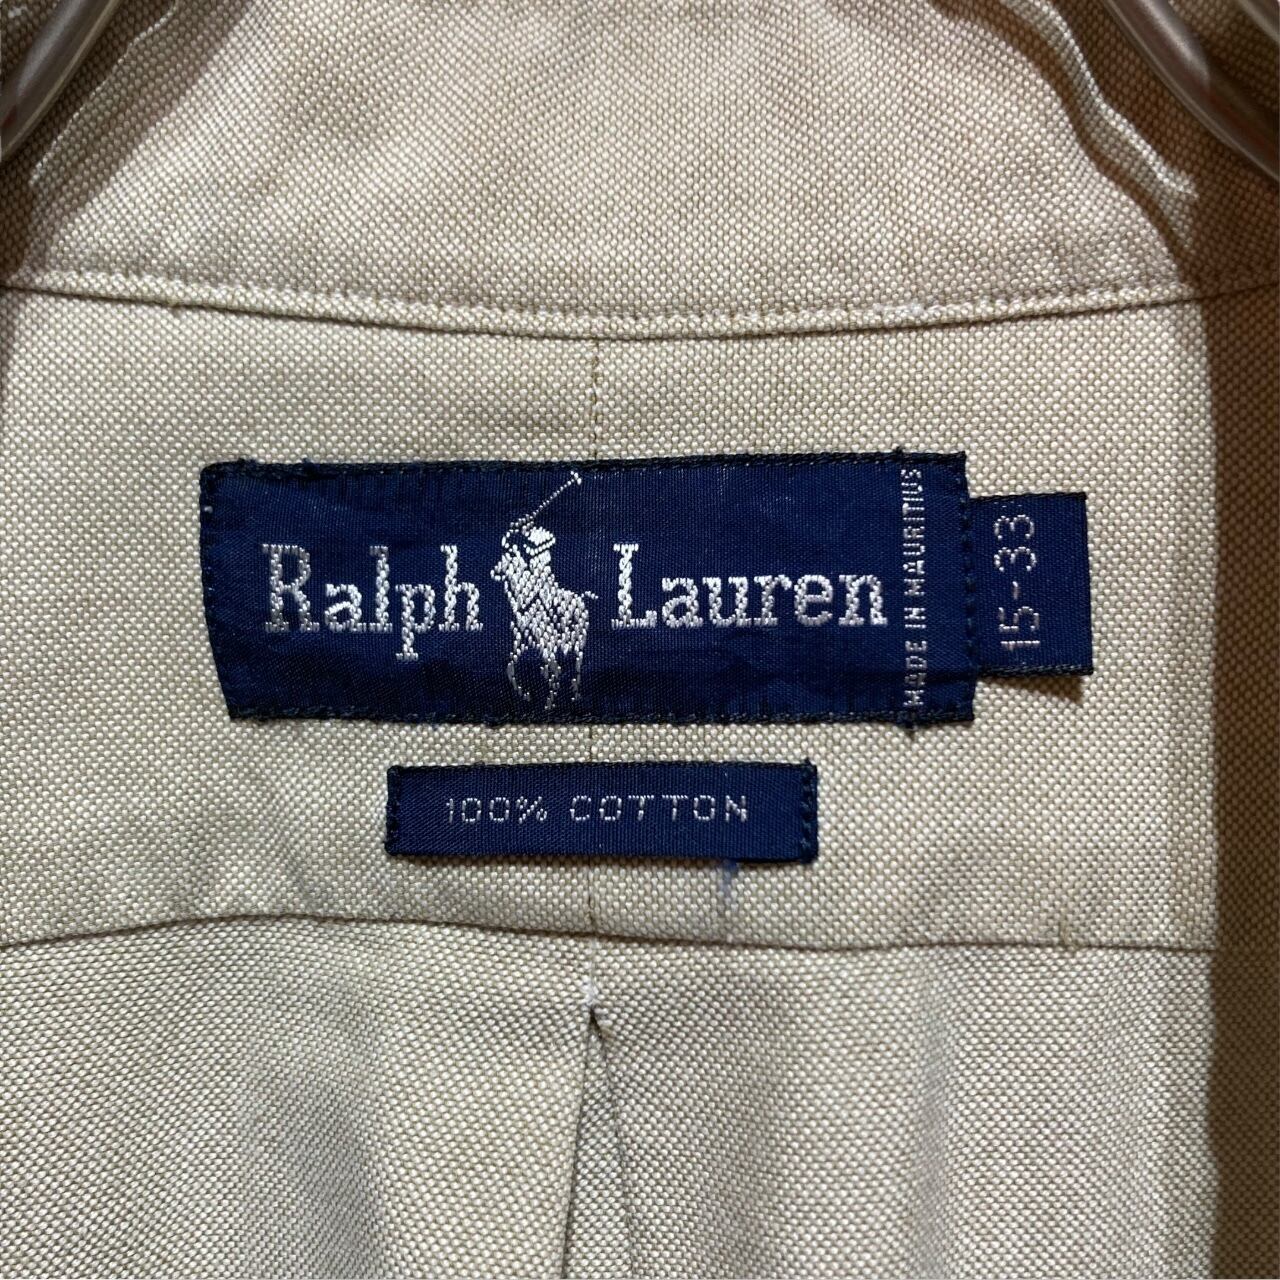 Ralph Lauren
MADE IN MAURITIUS
15-33
100% COTTON